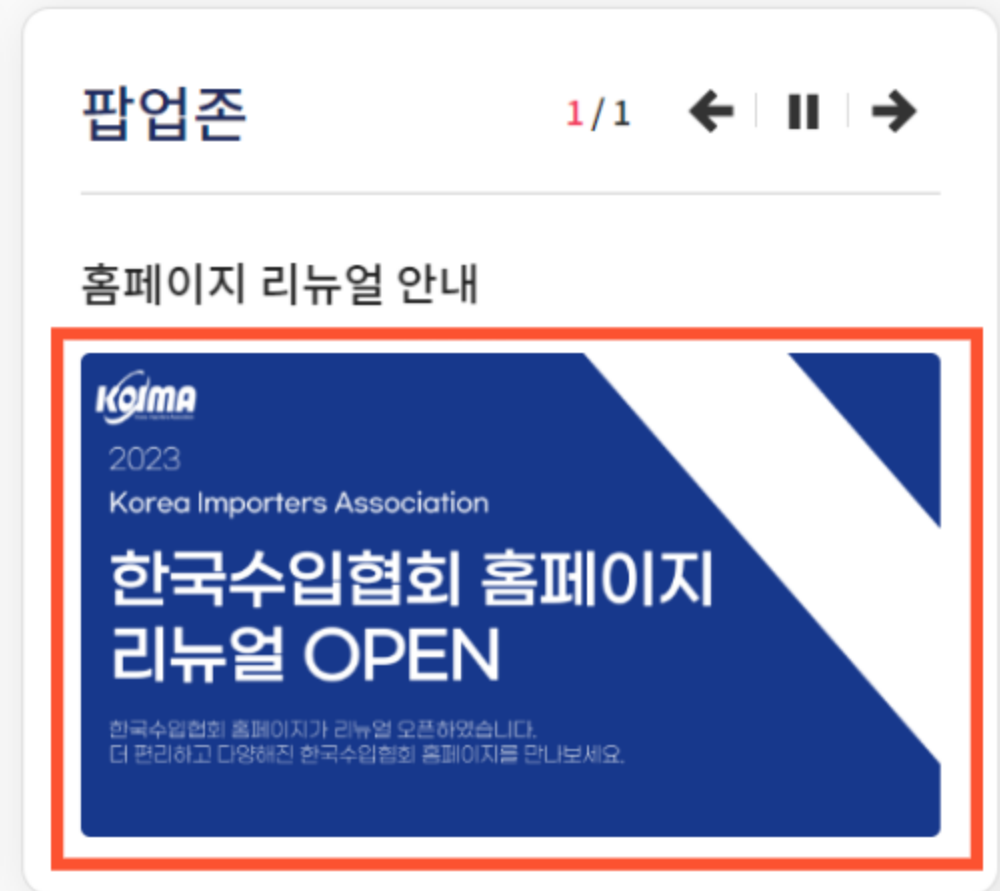 팝업존
1 / 1
홈페이지 리뉴얼 안내
KOIMA
2023
Korea Importers Association
한국수입협회 홈페이지
리뉴얼 OPEN
한국수입협회 홈페이지가 리뉴얼 오픈하였습니다.
더 편리하고 다양해진 한국수입협회 홈페이지를 만나보세요.